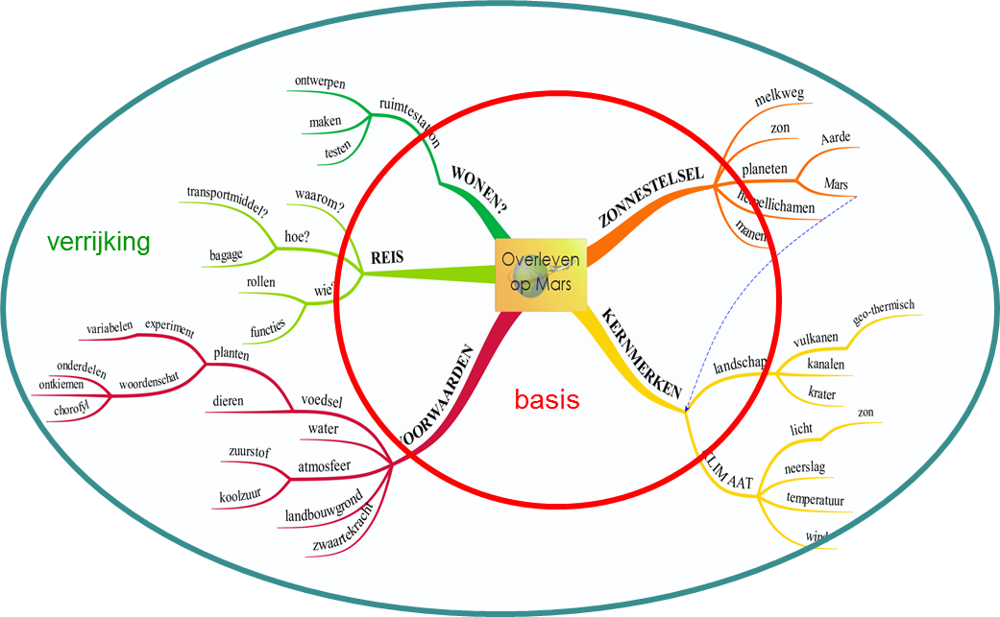 Overleven
op Mars
basis
verrijking
WONEN?
ruimtestation
ontwerpen
maken
testen
REIS
waarom?
hoe?
transportmiddel?
bagage
wie?
rollen
functies
VOORWAARDEN
voedsel
planten
experiment
variabelen
woordenschat
onderdelen
ontkiemen
chorofyl
dieren
water
atmosfeer
zuurstof
koolzuur
landbouwgrond
zwaartekracht
ZONNESTELSEL
melkweg
zon
planeten
Aarde
Mars
hemellichamen
manen
KERNMERKEN
landschap
vulkanen
geo-thermisch
kanalen
krater
KLIMAAT
licht
zon
neerslag
temperatuur
wind